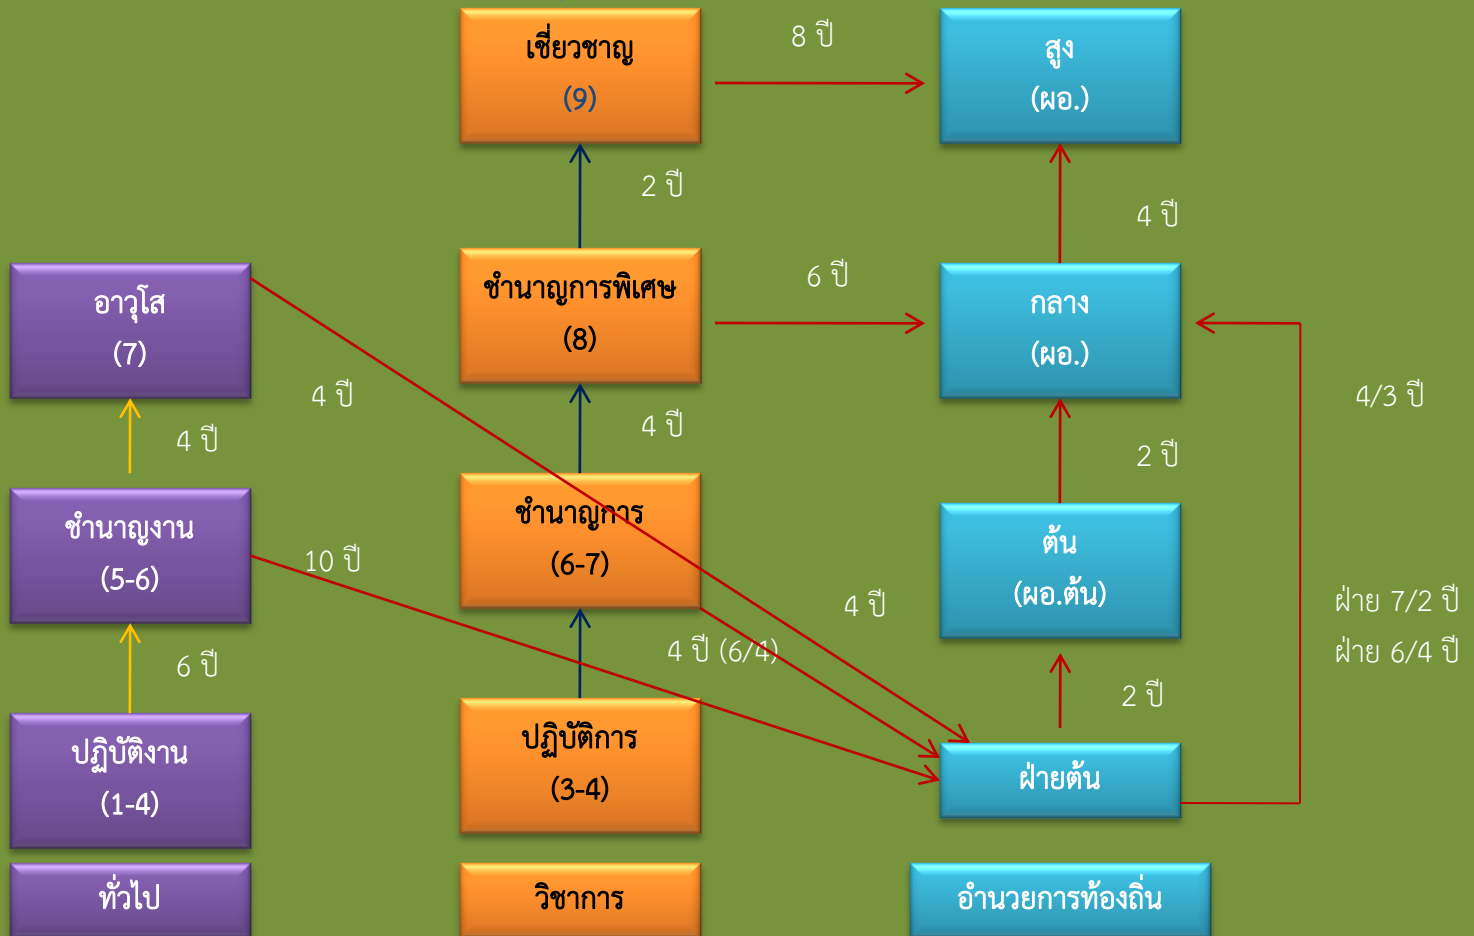 เชี่ยวชาญ
(9)
8 ปี
สูง
(ผอ.)
2 ปี
4 ปี
อาวุโส
(7)
ชำนาญการพิเศษ
(8)
6 ปี
กลาง
(ผอ.)
4 ปี
4 ปี
4 ปี
2 ปี
4/3 ปี
ชำนาญงาน
(5-6)
10 ปี
ชำนาญการ
(6-7)
4 ปี
ต้น
(ผอ.ต้น)
ฝ่าย 7/2 ปี
ฝ่าย 6/4 ปี
6 ปี
4 ปี (6/4)
2 ปี
ปฏิบัติงาน
(1-4)
ปฏิบัติการ
(3-4)
ฝ่ายต้น
ทั่วไป
วิชาการ
อำนวยการท้องถิ่น